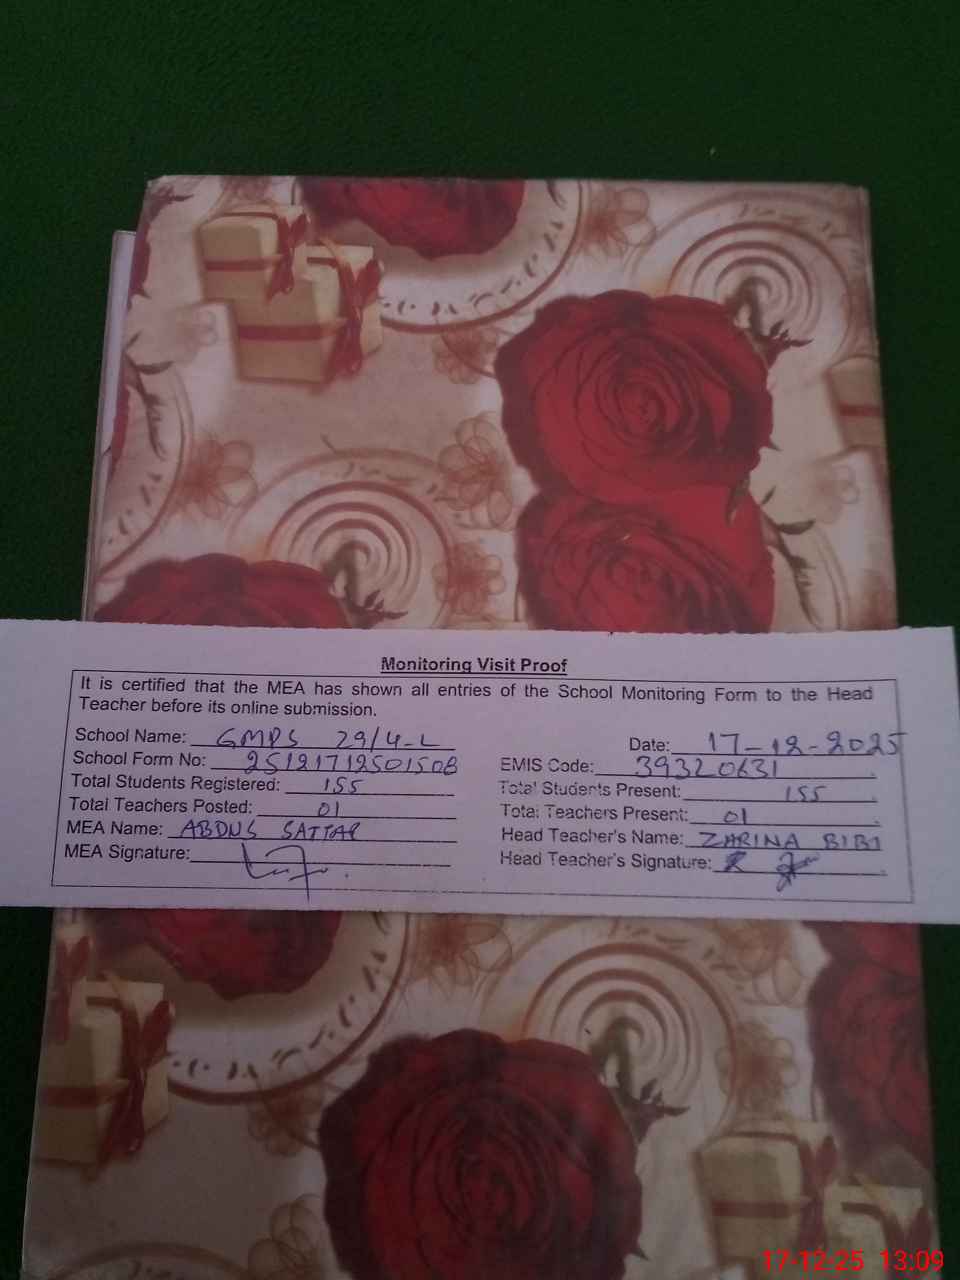 Monitoring Visit Proof
It is certified that the MEA has shown all entries of the School Monitoring Form to the Head
Teacher before its online submission.
School Name: GMPS 29/4-L
Date: 17-12-2025
School Form No: 2512171250150B
EMIS Code: 39320631
Total Students Registered: 155
Total Students Present: 155
Total Teachers Posted: 01
Total Teachers Present: 01
MEA Name: ABDUS SATTAR
Head Teacher's Name: ZARINA BIBI
MEA Signature:
Head Teacher's Signature:
17-12-25 13:09